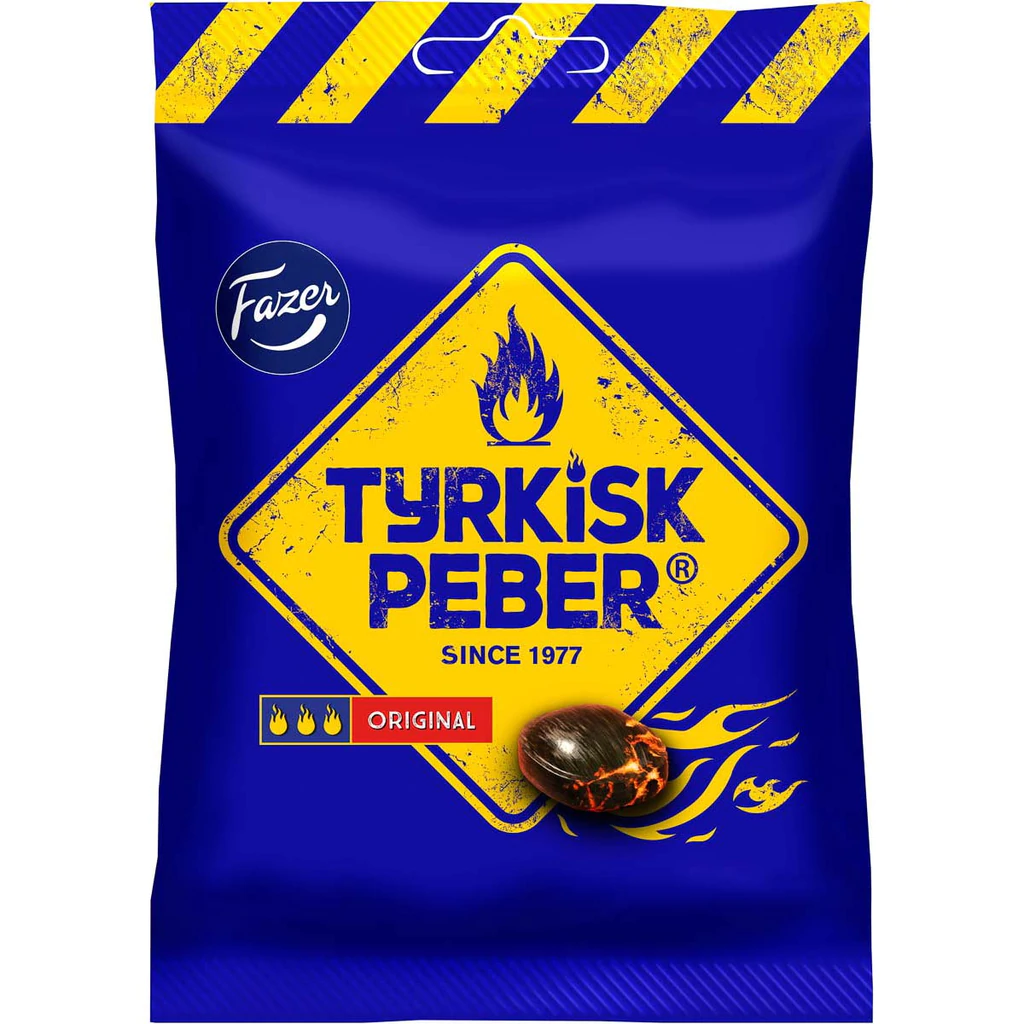 Fazer
TYRKiSK
PEBER®
SINCE 1977
ORIGINAL